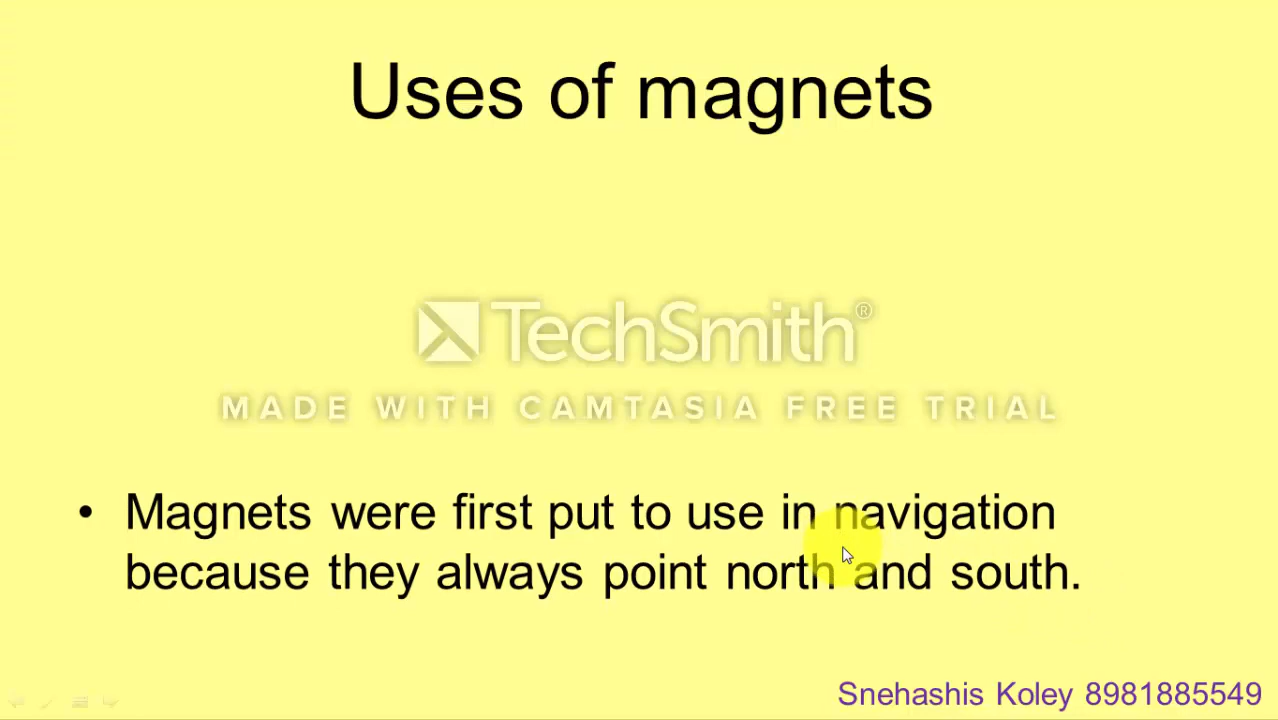 Uses of magnets
TechSmith®
MADE WITH CAMTASIA FREE TRIAL
• Magnets were first put to use in navigation
because they always point north and south.
Snehashis Koley 8981885549